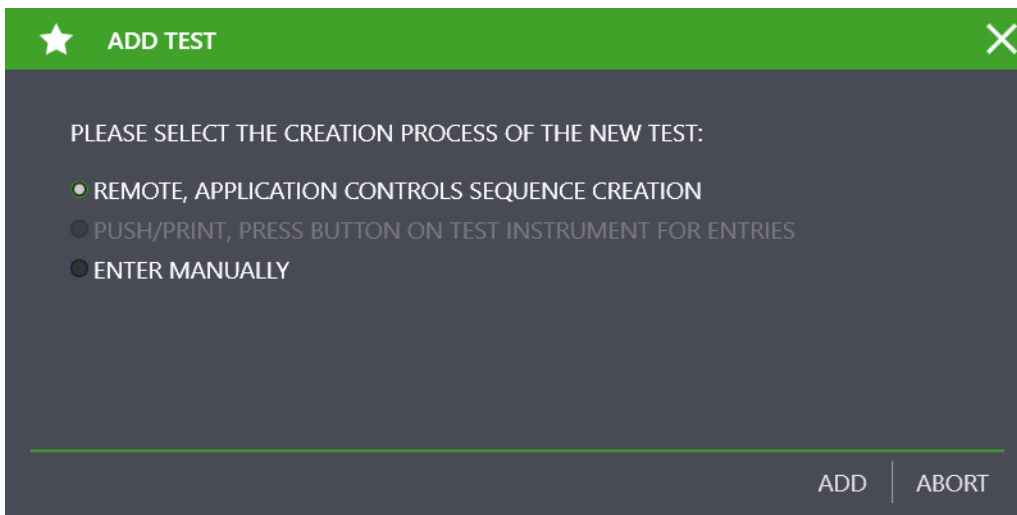 ADD TEST
PLEASE SELECT THE CREATION PROCESS OF THE NEW TEST:
REMOTE, APPLICATION CONTROLS SEQUENCE CREATION
PUSH/PRINT, PRESS BUTTON ON TEST INSTRUMENT FOR ENTRIES
ENTER MANUALLY
ADD ABORT